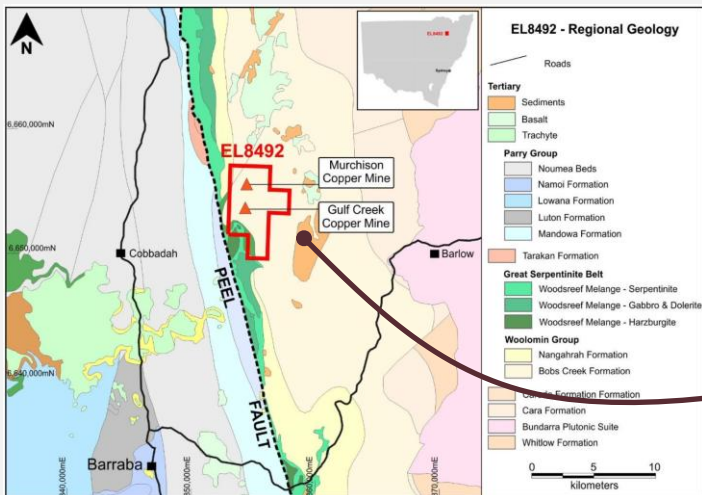 N
EL8492
Sydney
6,660,000mN
EL8492
Murchison
Copper Mine
Gulf Creek
Copper Mine
Cobbadah
Barlow
PEEL
FAULT
6,640,000mN
Barraba
EL8492 - Regional Geology
Roads
Tertiary
Sediments
Basalt
Trachyte
Parry Group
Noumea Beds
Namoi Formation
Lowana Formation
Luton Formation
Mandowa Formation
Tarakan Formation
Great Serpentinite Belt
Woodsreef Melange - Serpentinite
Woodsreef Melange - Gabbro & Dolerite
Woodsreef Melange - Harzburgite
Woolomin Group
Nangahrah Formation
Bobs Creek Formation
Formation Formation
Cara Formation
Bundarra Plutonic Suite
Whitlow Formation
0 5 10
kilometers